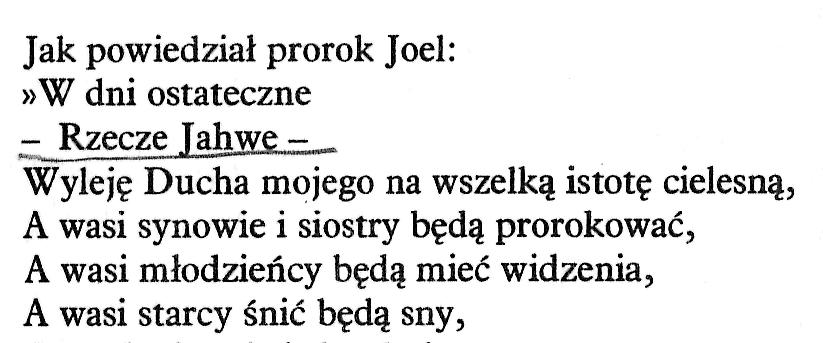 Jak powiedział prorok Joel:
»W dni ostateczne
– Rzecze Jahwe –
Wyleję Ducha mojego na wszelką istotę cielesną,
A wasi synowie i siostry będą prorokować,
A wasi młodzieńcy będą mieć widzenia,
A wasi starcy śnić będą sny,